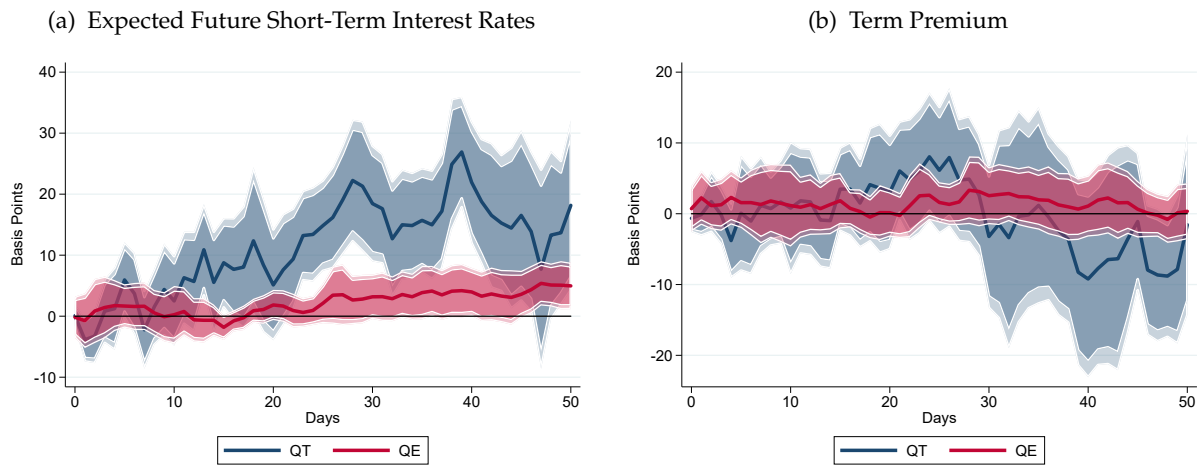 (a) Expected Future Short-Term Interest Rates
40
30
20
10
0
-10
Basis Points
0 10 20 30 40 50
Days
QT QE
(b) Term Premium
20
10
0
-10
-20
Basis Points
0 10 20 30 40 50
Days
QT QE